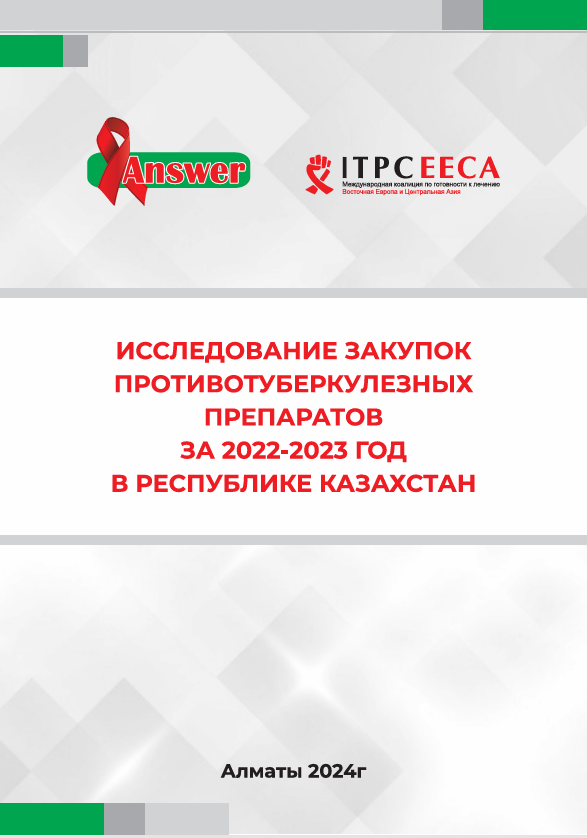 Answer
ITPCEECA
Международная коалиция по готовности к лечению
Восточная Европа и Центральная Азия
ИССЛЕДОВАНИЕ ЗАКУПОК
ПРОТИВОТУБЕРКУЛЕЗНЫХ
ПРЕПАРАТОВ
ЗА 2022-2023 ГОД
В РЕСПУБЛИКЕ КАЗАХСТАН
Алматы 2024г